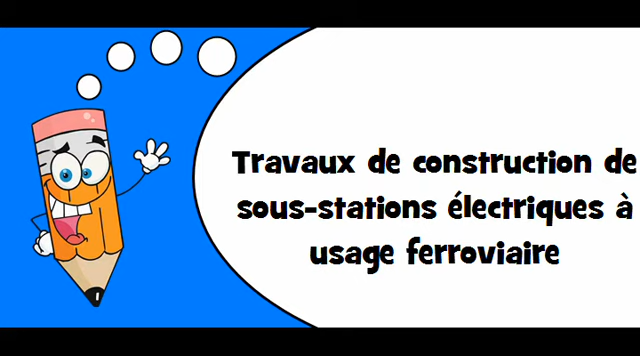 Travaux de construction de
sous-stations électriques à
usage ferroviaire